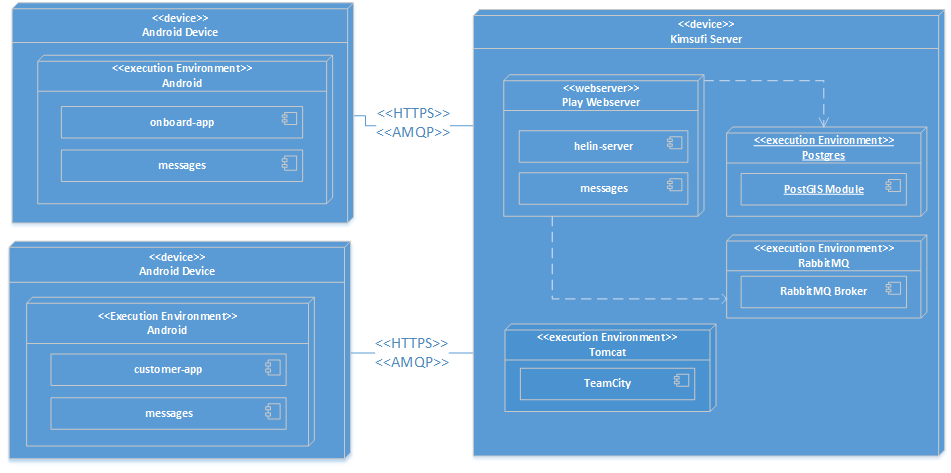 <<device>>
Android Device
<<execution Environment>>
Android
onboard-app
messages
<<HTTPS>>
<<AMQP>>
<<device>>
Kimsufi Server
<<webserver>>
Play Webserver
helin-server
messages
<<execution Environment>>
Postgres
PostGIS Module
<<execution Environment>>
RabbitMQ
RabbitMQ Broker
<<device>>
Android Device
<<Execution Environment>>
Android
customer-app
messages
<<HTTPS>>
<<AMQP>>
<<execution Environment>>
Tomcat
TeamCity